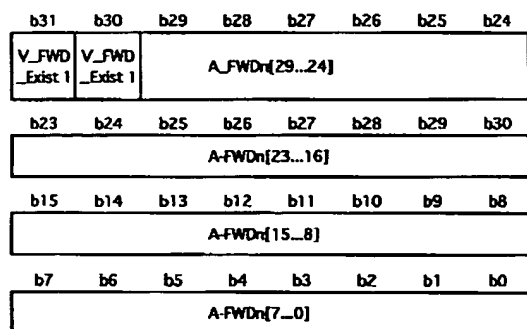 b31 b30 b29 b28 b27 b26 b25 b24
V_FWD V_FWD
_Exist 1 _Exist 1
A_FWDn[29...24]
b23 b24 b25 b26 b27 b28 b29 b30
A-FWDn[23...16]
b15 b14 b13 b12 b11 b10 b9 b8
A-FWDn[15...8]
b7 b6 b5 b4 b3 b2 b1 b0
A-FWDn[7...0]